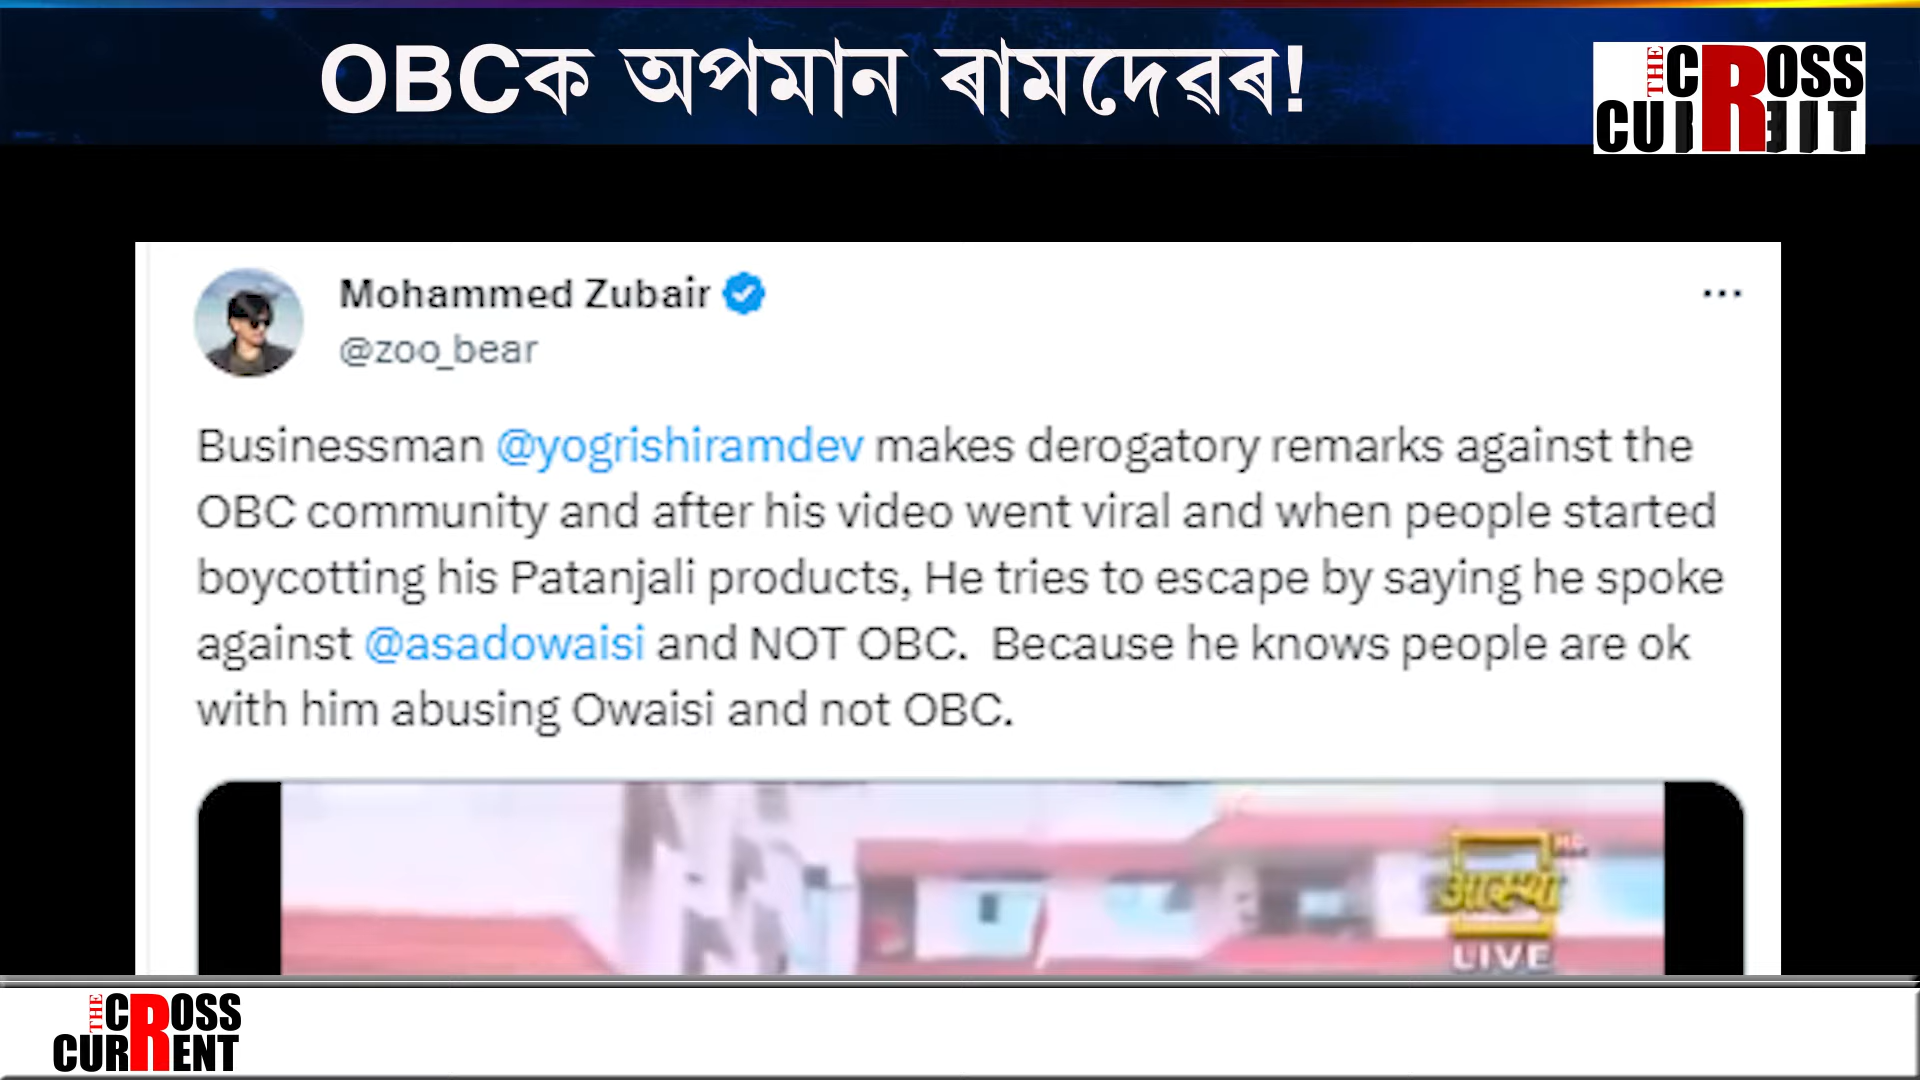 OBCক অপমান ৰামদেৱৰ!
THE CROSS
CURRENT
Mohammed Zubair
@zoo_bear
Businessman @yogrishiramdev makes derogatory remarks against the
OBC community and after his video went viral and when people started
boycotting his Patanjali products, He tries to escape by saying he spoke
against @asadowaisi and NOT OBC.  Because he knows people are ok
with him abusing Owaisi and not OBC.
आस्था
LIVE
THE CROSS
CURRENT